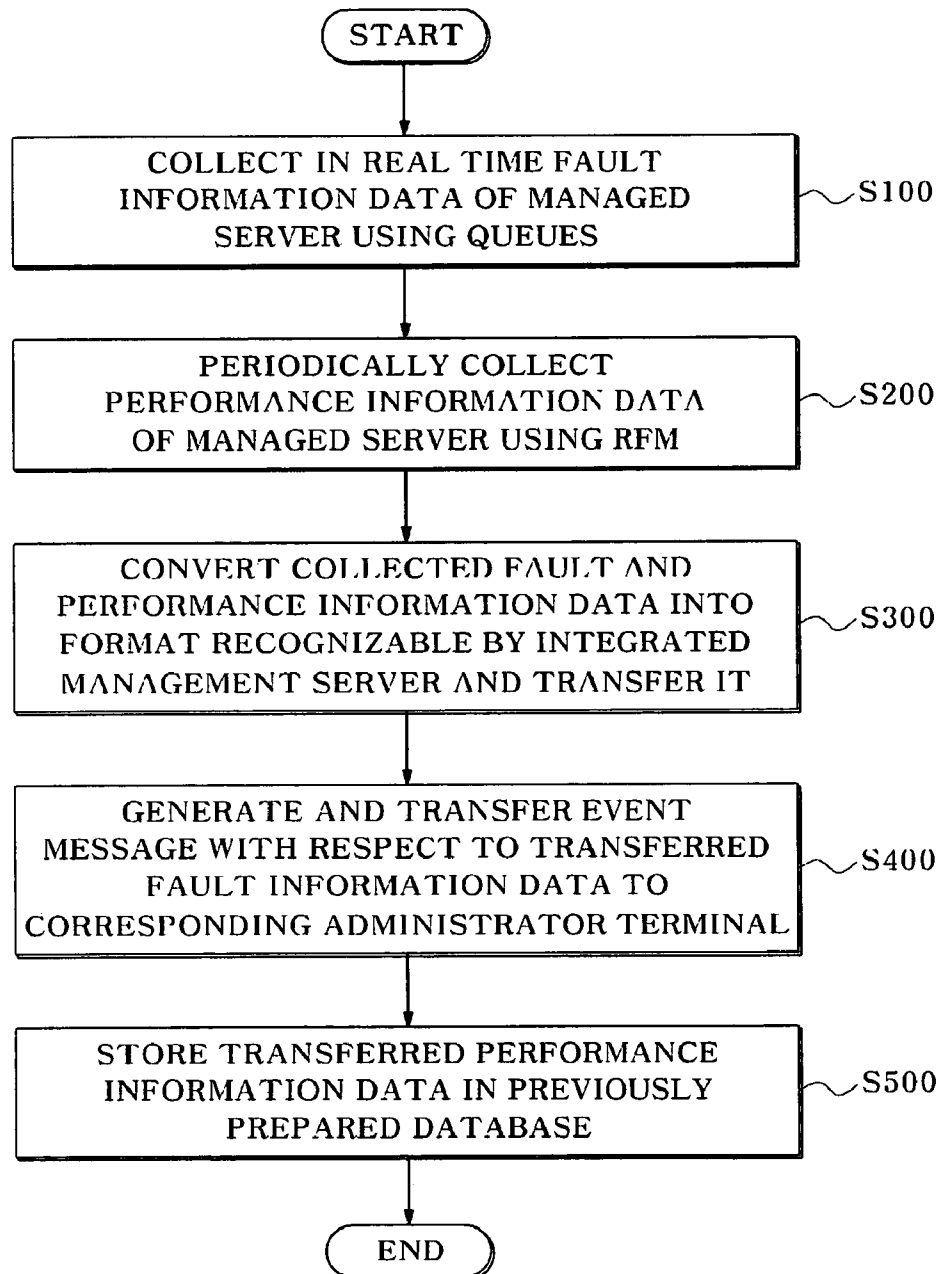 START
COLLECT IN REAL TIME FAULT
INFORMATION DATA OF MANAGED
SERVER USING QUEUES
S100
PERIODICALLY COLLECT
PERFORMANCE INFORMATION DATA
OF MANAGED SERVER USING RFM
S200
CONVERT COLLECTED FAULT AND
PERFORMANCE INFORMATION DATA INTO
FORMAT RECOGNIZABLE BY INTEGRATED
MANAGEMENT SERVER AND TRANSFER IT
S300
GENERATE AND TRANSFER EVENT
MESSAGE WITH RESPECT TO TRANSFERRED
FAULT INFORMATION DATA TO
CORRESPONDING ADMINISTRATOR TERMINAL
S400
STORE TRANSFERRED PERFORMANCE
INFORMATION DATA IN PREVIOUSLY
PREPARED DATABASE
S500
END